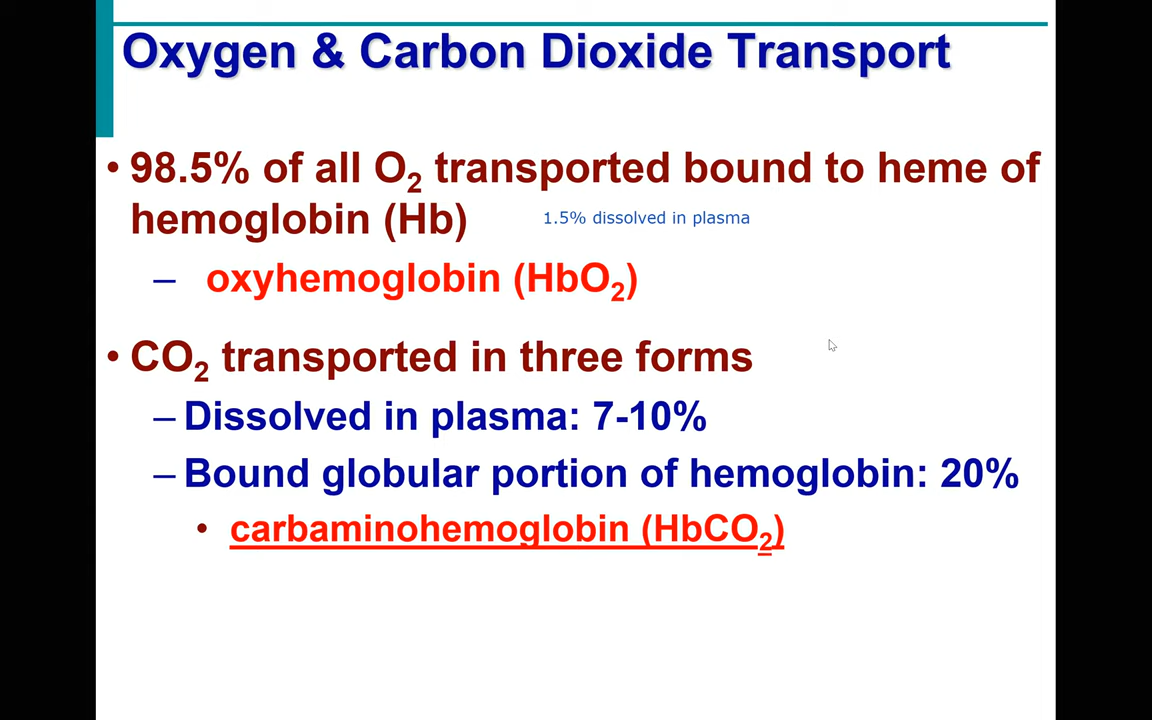 Oxygen & Carbon Dioxide Transport
• 98.5% of all O₂ transported bound to heme of
hemoglobin (Hb)
1.5% dissolved in plasma
– oxyhemoglobin (HbO₂)
• CO₂ transported in three forms
– Dissolved in plasma: 7-10%
– Bound globular portion of hemoglobin: 20%
• carbaminohemoglobin (HbCO₂)